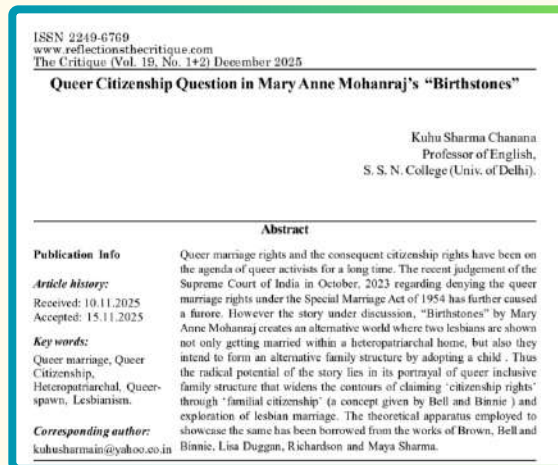 ISSN 2249-6769
www.reflectionsthecritique.com
The Critique (Vol. 19, No. 1+2) December 2025
Queer Citizenship Question in Mary Anne Mohanraj's "Birthstones"
Kuhu Sharma Chanana
Professor of English,
S. S. N. College (Univ. of Delhi).
Abstract
Publication Info
Article history:
Received: 10.11.2025
Accepted: 15.11.2025
Key words:
Queer marriage, Queer
Citizenship,
Heteropatriarchal, Queer-
spawn, Lesbianism.
Corresponding author:
kuhusharmain@yahoo.co.in
Queer marriage rights and the consequent citizenship rights have been on
the agenda of queer activists for a long time. The recent judgement of the
Supreme Court of India in October, 2023 regarding denying the queer
marriage rights under the Special Marriage Act of 1954 has further caused
a furore. However the story under discussion, "Birthstones" by Mary
Anne Mohanraj creates an alternative world where two lesbians are shown
not only getting married within a heteropatriarchal home, but also they
intend to form an alternative family structure by adopting a child . Thus
the radical potential of the story lies in its portrayal of queer inclusive
family structure that widens the contours of claiming 'citizenship rights'
through 'familial citizenship' (a concept given by Bell and Binnie ) and
exploration of lesbian marriage. The theoretical apparatus employed to
showcase the same has been borrowed from the works of Brown, Bell and
Binnie, Lisa Duggan, Richardson and Maya Sharma.